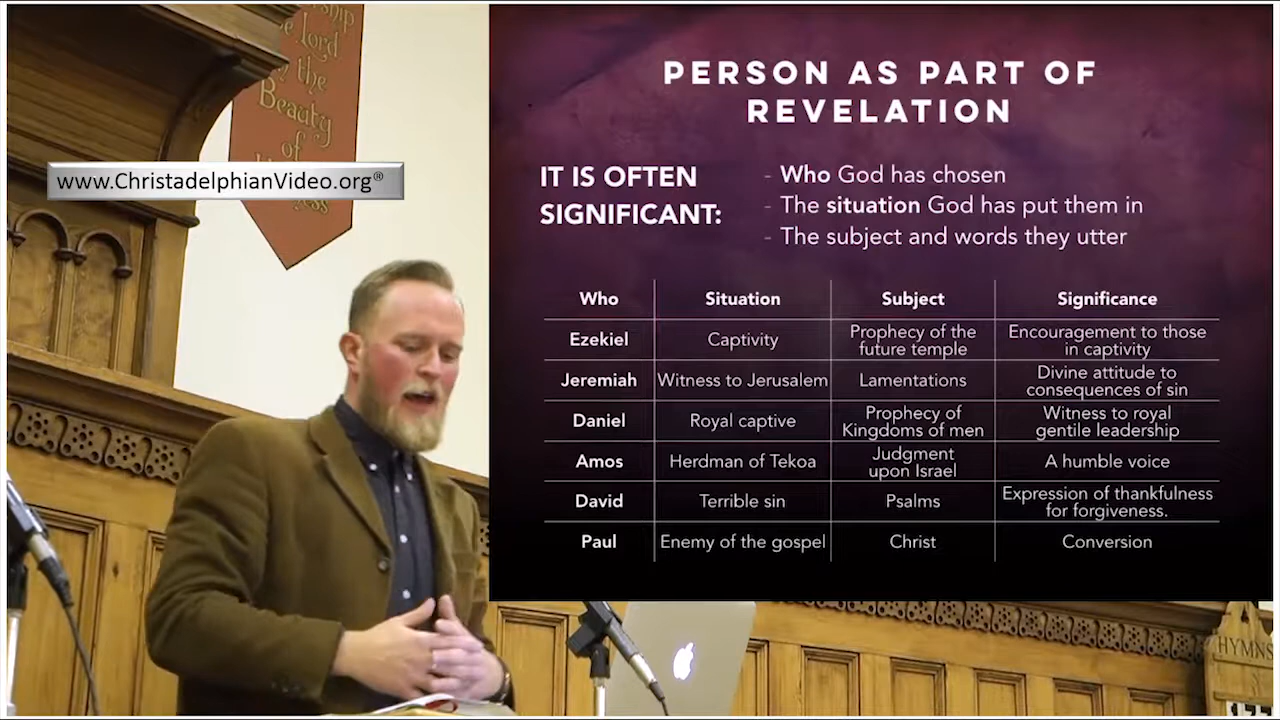 e Lord
by the
Beauty
of
www.ChristadelphianVideo.org®
ess
PERSON AS PART OF
REVELATION
IT IS OFTEN
SIGNIFICANT:
- Who God has chosen
- The situation God has put them in
- The subject and words they utter
Who Situation Subject Significance
Ezekiel Captivity Prophecy of the future temple Encouragement to those in captivity
Jeremiah Witness to Jerusalem Lamentations Divine attitude to consequences of sin
Daniel Royal captive Prophecy of Kingdoms of men Witness to royal gentile leadership
Amos Herdman of Tekoa Judgment upon Israel A humble voice
David Terrible sin Psalms Expression of thankfulness for forgiveness.
Paul Enemy of the gospel Christ Conversion
HYMNS